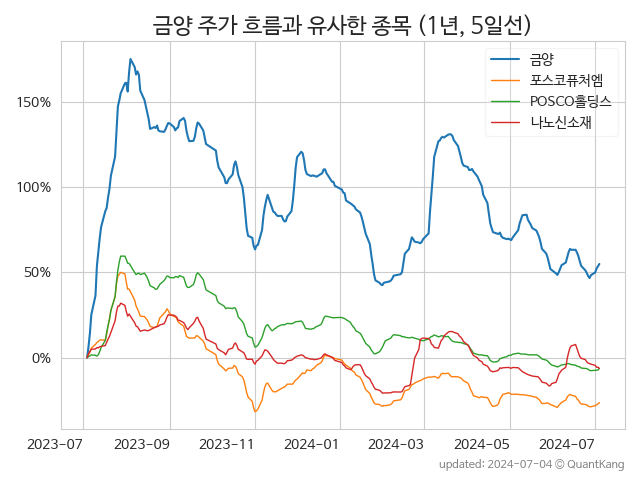 금양 주가 흐름과 유사한 종목 (1년, 5일선)
금양
포스코퓨처엠
POSCO홀딩스
나노신소재
150%
100%
50%
0%
2023-07 2023-09 2023-11 2024-01 2024-03 2024-05 2024-07
updated: 2024-07-04 © QuantKang